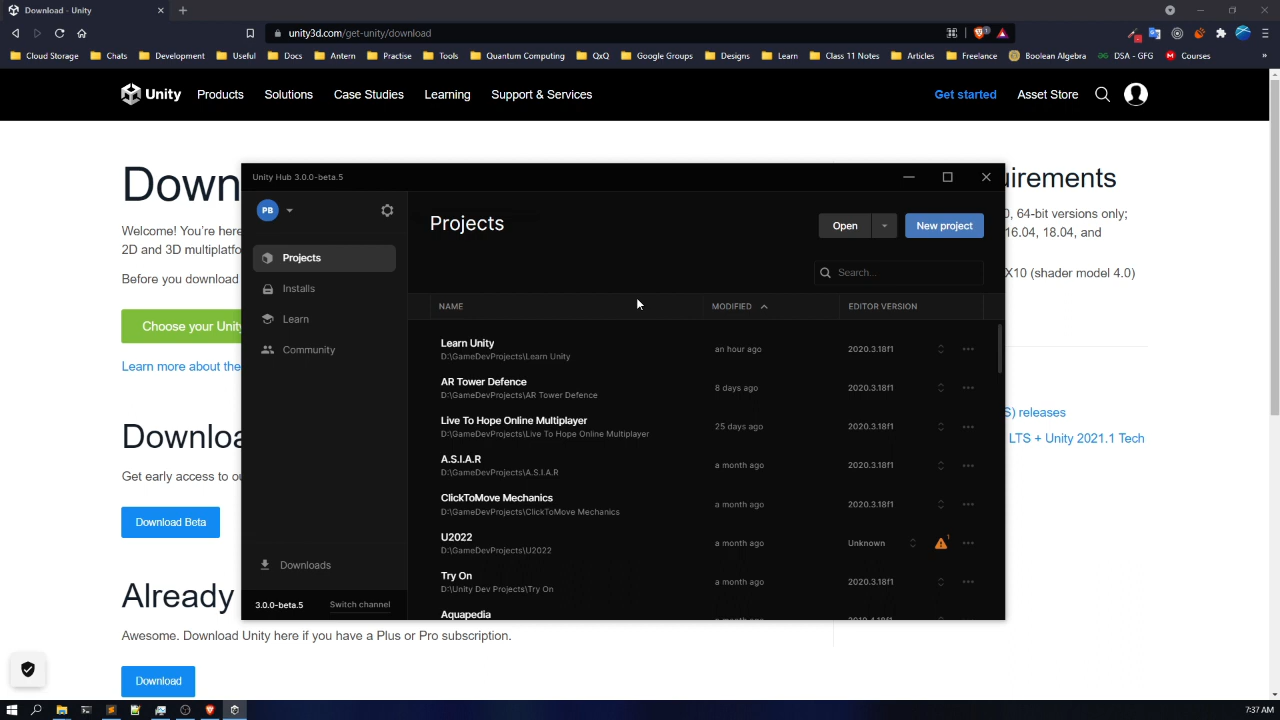 Download - Unity
unity3d.com/get-unity/download
Cloud Storage Chats Development Useful Docs Antern Practise Tools Quantum Computing QxQ Google Groups Designs Learn Class 11 Notes Articles Freelance Boolean Algebra DSA - GFG Courses »
Unity Products Solutions Case Studies Learning Support & Services Get started Asset Store
Down
Welcome! You're here
2D and 3D multiplatfo
Before you download
Choose your Unit
Learn more about the
Downloa
Get early access to ou
Download Beta
Already
Awesome. Download Unity here if you have a Plus or Pro subscription.
Download
uirements
0, 64-bit versions only;
16.04, 18.04, and
X10 (shader model 4.0)
S) releases
LTS + Unity 2021.1 Tech
Unity Hub 3.0.0-beta.5
PB
Projects
Installs
Learn
Community
Downloads
3.0.0-beta.5 Switch channel
Projects
Open New project
Search...
NAME MODIFIED EDITOR VERSION
Learn Unity an hour ago 2020.3.18f1
D:\GameDevProjects\Learn Unity
AR Tower Defence 8 days ago 2020.3.18f1
D:\GameDevProjects\AR Tower Defence
Live To Hope Online Multiplayer 25 days ago 2020.3.18f1
D:\GameDevProjects\Live To Hope Online Multiplayer
A.S.I.A.R a month ago 2020.3.18f1
D:\GameDevProjects\A.S.I.A.R
ClickToMove Mechanics a month ago 2020.3.18f1
D:\GameDevProjects\ClickToMove Mechanics
U2022 a month ago Unknown 1
D:\GameDevProjects\U2022
Try On a month ago 2020.3.18f1
D:\Unity Dev Projects\Try On
Aquapedia
7:37 AM